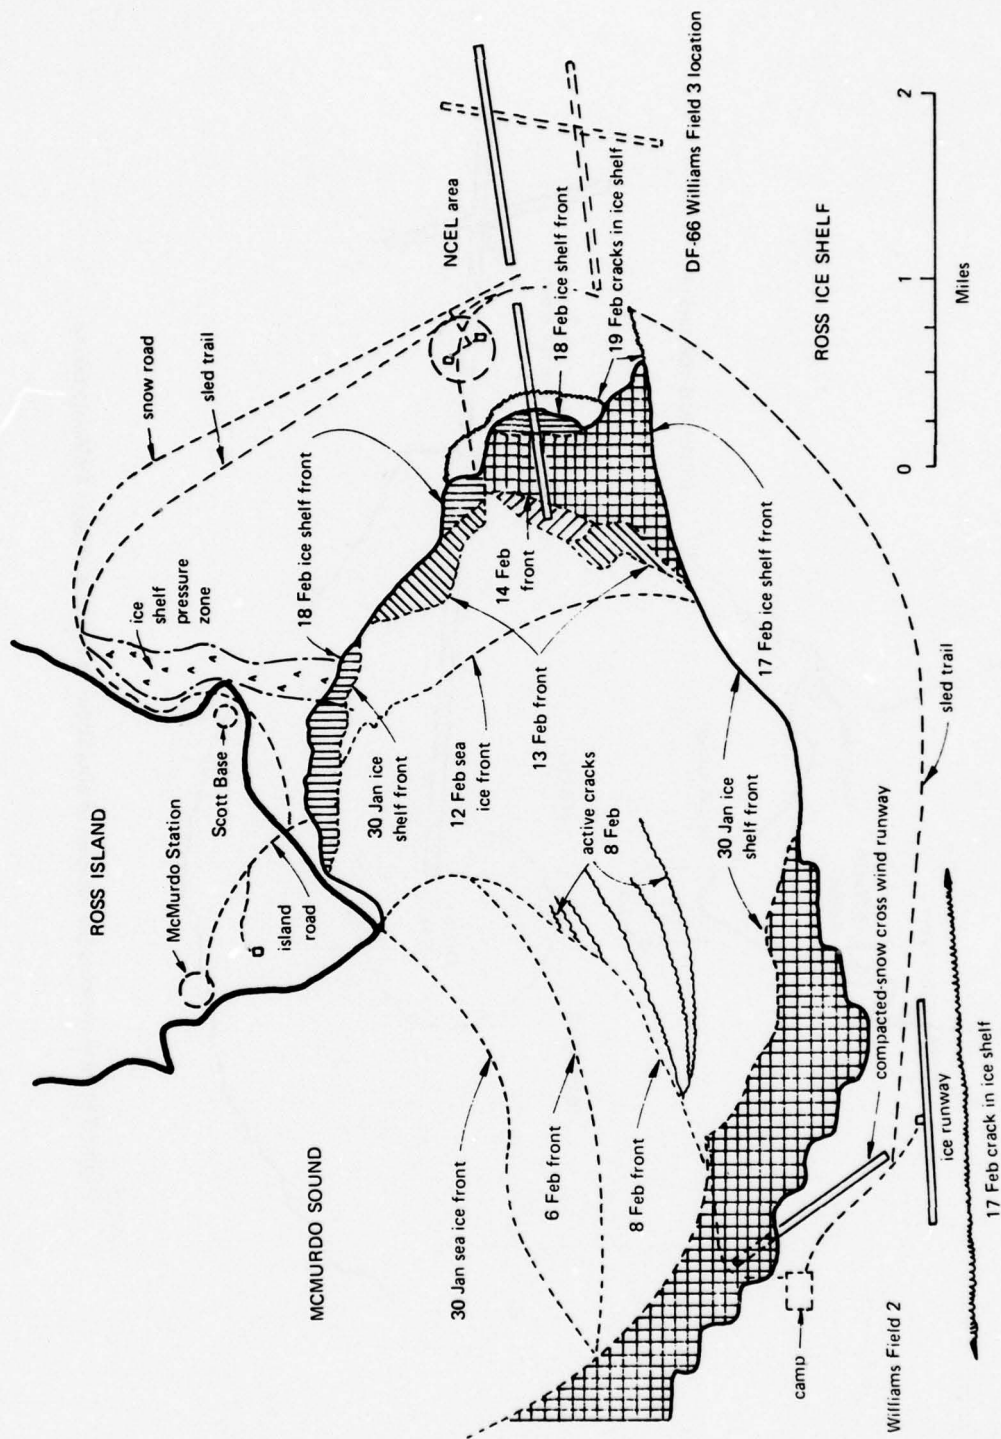 ROSS ISLAND
McMurdo Station
Scott Base
island
road
ice
shelf
pressure
zone
snow road
sled trail
18 Feb ice shelf front
NCEL area
MCMURDO SOUND
30 Jan sea ice front
6 Feb front
8 Feb front
30 Jan ice
shelf front
12 Feb sea
ice front
13 Feb front
14 Feb
front
18 Feb ice shelf front
19 Feb cracks in ice shelf
DF-66 Williams Field 3 location
active cracks
8 Feb
30 Jan ice
shelf front
17 Feb ice shelf front
ROSS ICE SHELF
camp
Williams Field 2
compacted-snow cross wind runway
ice runway
17 Feb crack in ice shelf
sled trail
0
1
2
Miles